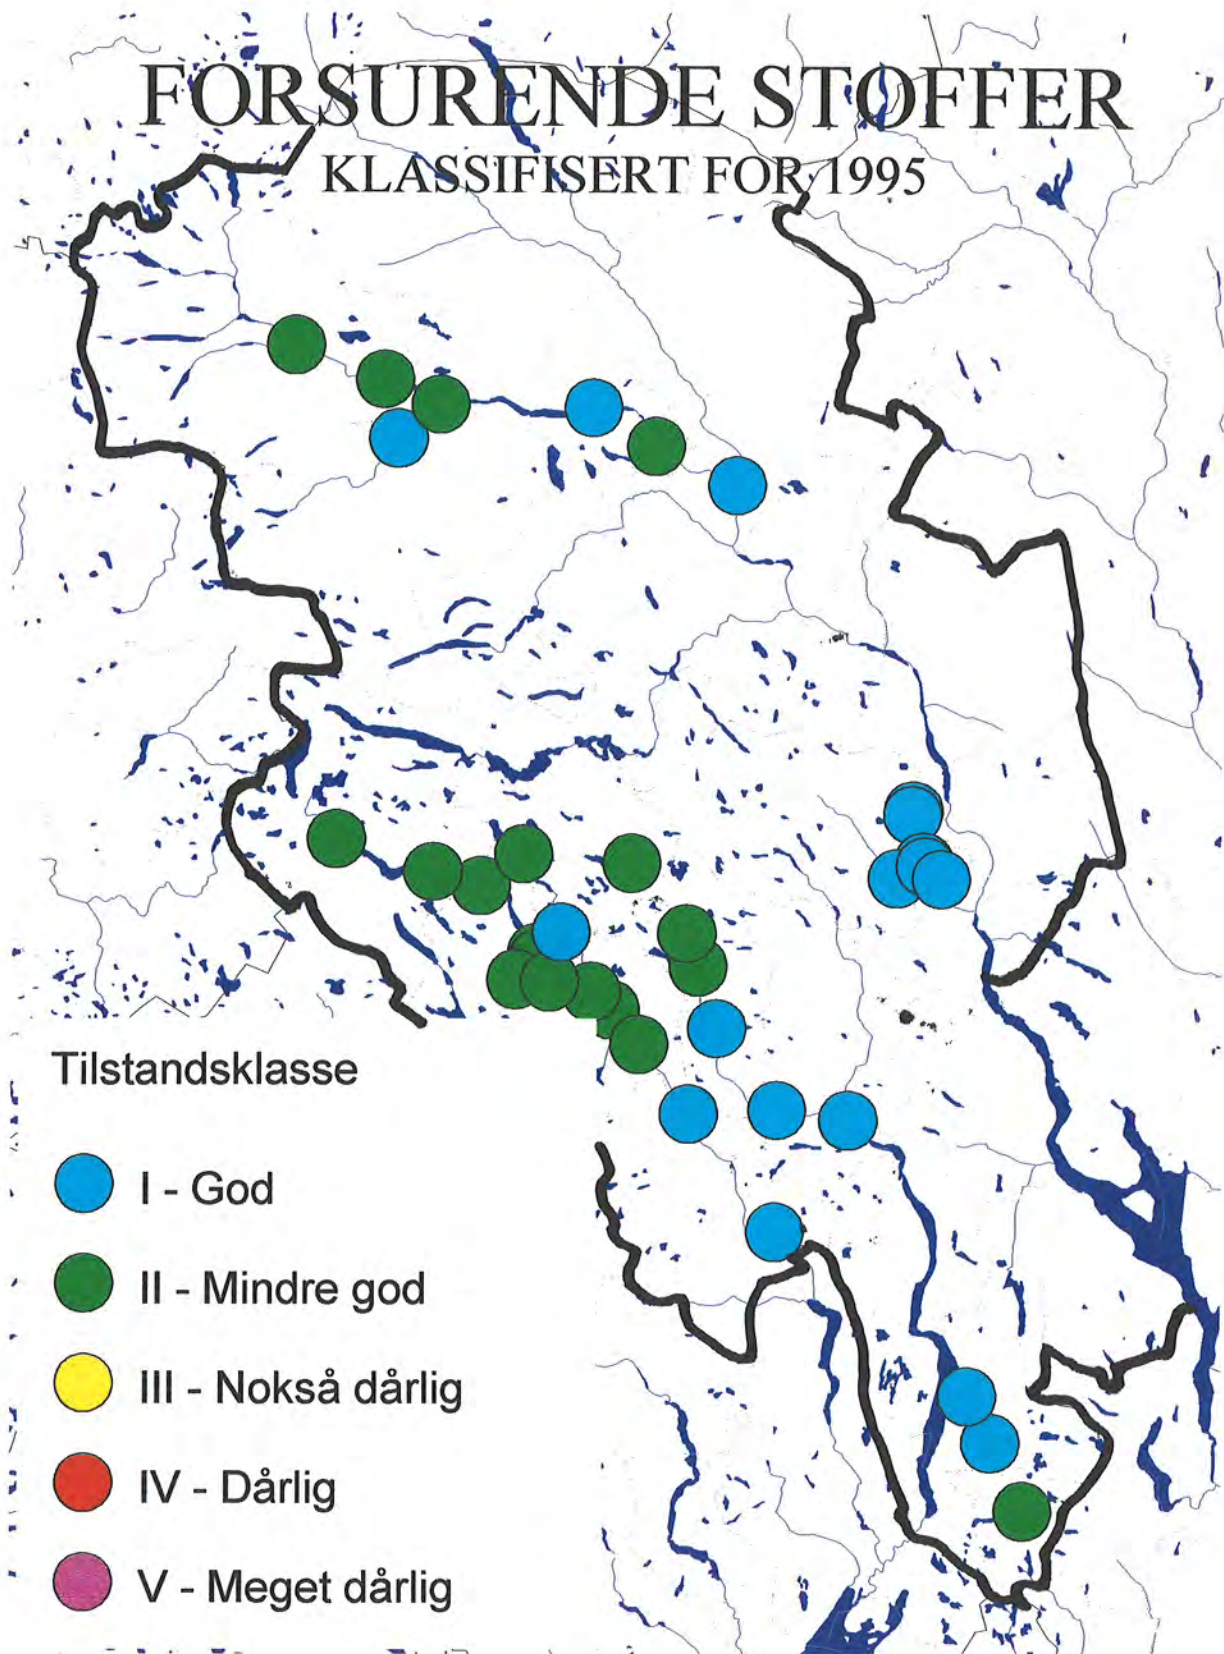 FORSURENDE STOFFER
KLASSIFISERT FOR 1995
Tilstandsklasse
I - God
II - Mindre god
III - Nokså dårlig
IV - Dårlig
V - Meget dårlig